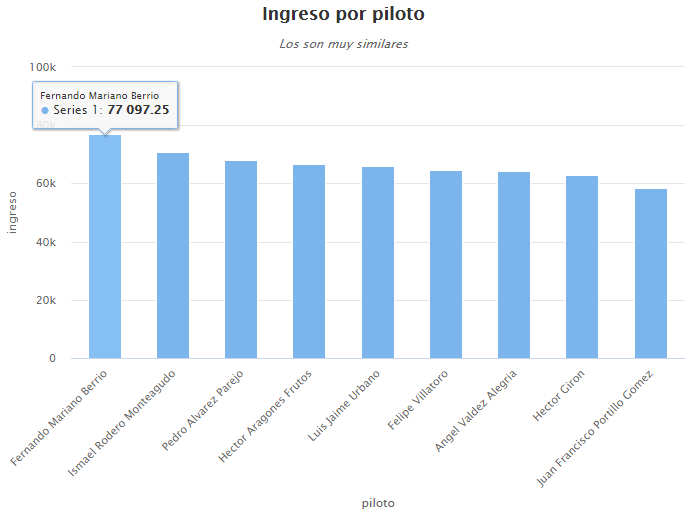 Ingreso por piloto
Los son muy similares
100k
80k
60k
40k
20k
0
ingreso
Fernando Mariano Berrio
Series 1: 77 097.25
Fernando Mariano Berrio
Ismael Rodero Monteagudo
Pedro Alvarez Parejo
Hector Aragones Frutos
Luis Jaime Urbano
Felipe Villatoro
Angel Valdez Alegria
Hector Giron
Juan Francisco Portillo Gomez
piloto